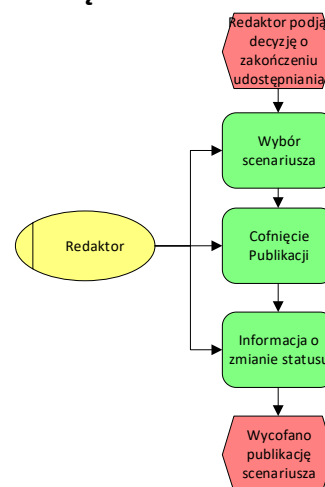 Redaktor podją
decyzję o
zakończeniu
udostępniania
Wybór
scenariusza
Redaktor
Cofnięcie
Publikacji
Informacja o
zmianie statusu
Wycofano
publikację
scenariusza